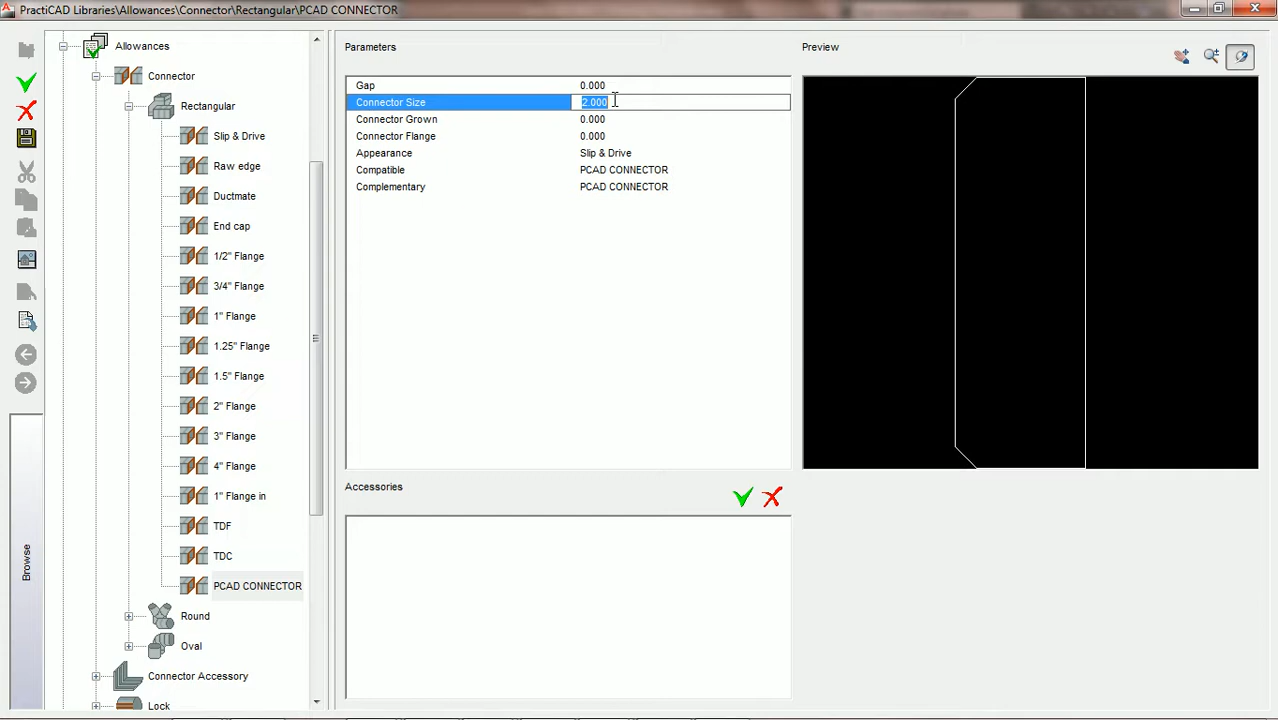 PractiCAD Libraries\Allowances\Connector\Rectangular\PCAD CONNECTOR
Allowances
Connector
Rectangular
Slip & Drive
Raw edge
Ductmate
End cap
1/2" Flange
3/4" Flange
1" Flange
1.25" Flange
1.5" Flange
2" Flange
3" Flange
4" Flange
1" Flange in
TDF
TDC
PCAD CONNECTOR
Round
Oval
Connector Accessory
Lock
Browse
Parameters
Gap 0.000
Connector Size 2.000
Connector Grown 0.000
Connector Flange 0.000
Appearance Slip & Drive
Compatible PCAD CONNECTOR
Complementary PCAD CONNECTOR
Accessories
Preview